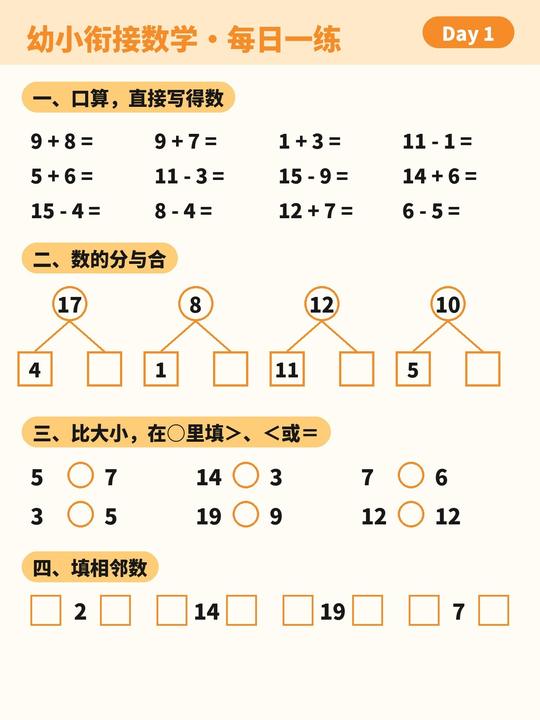 幼小衔接数学·每日一练
Day 1
一、口算，直接写得数
9 + 8 = 9 + 7 = 1 + 3 = 11 - 1 =
5 + 6 = 11 - 3 = 15 - 9 = 14 + 6 =
15 - 4 = 8 - 4 = 12 + 7 = 6 - 5 =
二、数的分与合
17 8 12 10
4 1 11 5
三、比大小，在○里填＞、＜或＝
5 ○ 7 14 ○ 3 7 ○ 6
3 ○ 5 19 ○ 9 12 ○ 12
四、填相邻数
2 14 19 7